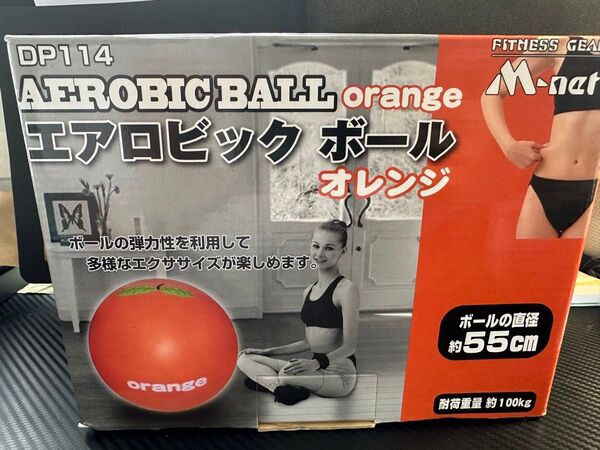 DP114
FITNESS GEAR
M-net
AEROBIC BALL orange
エアロビック ボール
オレンジ
ボールの弾力性を利用して
多様なエクササイズが楽しめます。
orange
ボールの直径
約55cm
耐荷重量 約100kg